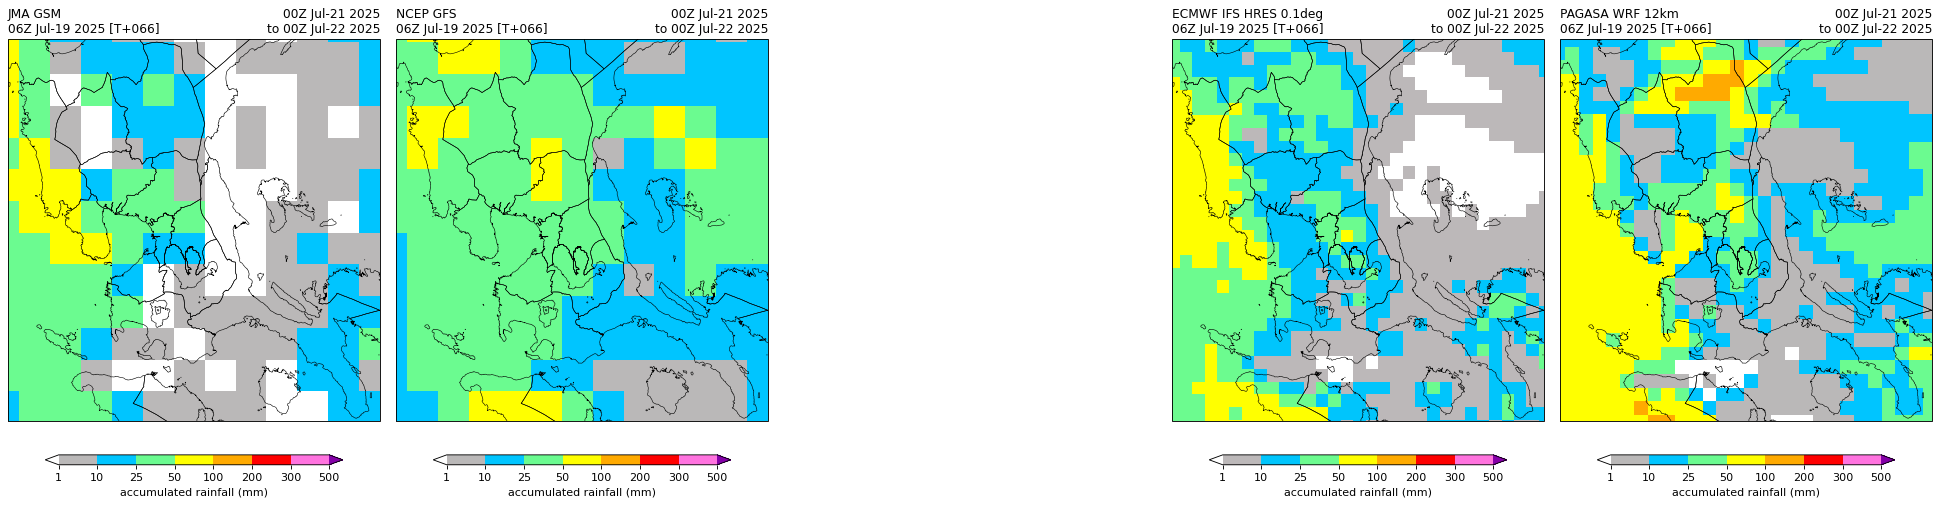 JMA GSM 00Z Jul-21 2025
06Z Jul-19 2025 [T+066] to 00Z Jul-22 2025
1 10 25 50 100 200 300 500
accumulated rainfall (mm)
NCEP GFS 00Z Jul-21 2025
06Z Jul-19 2025 [T+066] to 00Z Jul-22 2025
1 10 25 50 100 200 300 500
accumulated rainfall (mm)
ECMWF IFS HRES 0.1deg 00Z Jul-21 2025
06Z Jul-19 2025 [T+066] to 00Z Jul-22 2025
1 10 25 50 100 200 300 500
accumulated rainfall (mm)
PAGASA WRF 12km 00Z Jul-21 2025
06Z Jul-19 2025 [T+066] to 00Z Jul-22 2025
1 10 25 50 100 200 300 500
accumulated rainfall (mm)